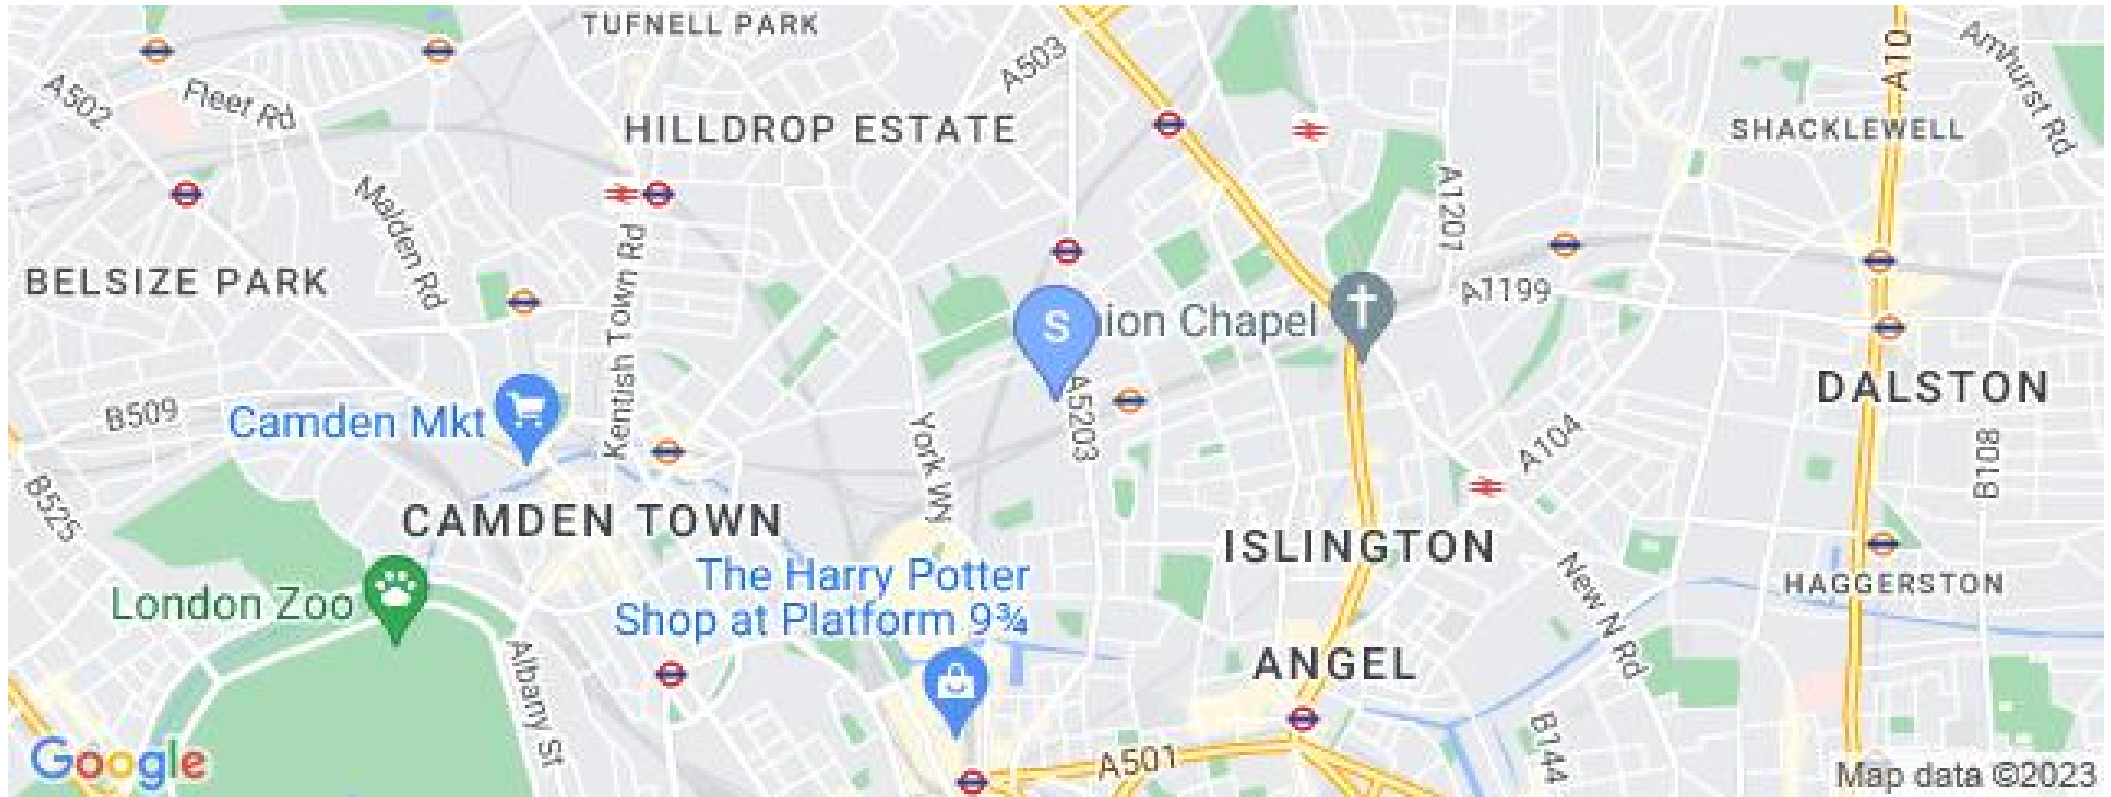 TUFNELL PARK
A503
A10
Amhurst Rd
A502
Fleet Rd
HILLDROP ESTATE
SHACKLEWELL
Malden Rd
Kentish Town Rd
A1201
BELSIZE PARK
A1199
S
ion Chapel
DALSTON
B509
Camden Mkt
A5203
York Wy
A104
B108
B525
CAMDEN TOWN
ISLINGTON
The Harry Potter
Shop at Platform 9¾
London Zoo
New N Rd
HAGGERSTON
Albany St
ANGEL
B144
Google
A501
Map data ©2023